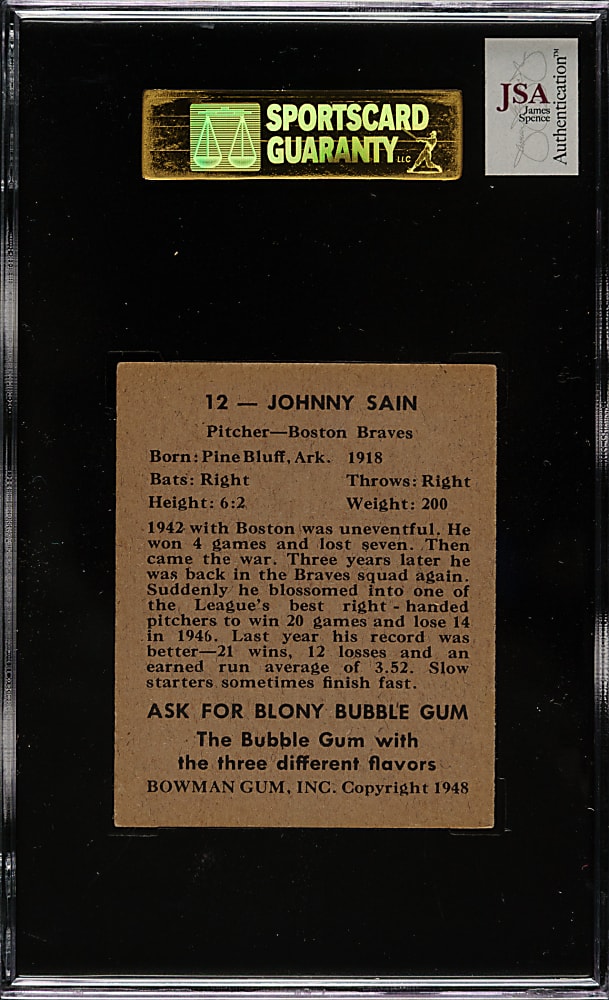 SPORTSCARD
GUARANTY LLC
JSA
James
Spence
Authentication™
12 — JOHNNY SAIN
Pitcher—Boston Braves
Born: Pine Bluff, Ark. 1918
Bats: Right Throws: Right
Height: 6:2 Weight: 200
1942 with Boston was uneventful. He
won 4 games and lost seven. Then
came the war. Three years later he
was back in the Braves squad again.
Suddenly he blossomed into one of
the League's best right-handed
pitchers to win 20 games and lose 14
in 1946. Last year his record was
better—21 wins, 12 losses and an
earned run average of 3.52. Slow
starters sometimes finish fast.
ASK FOR BLONY BUBBLE GUM
The Bubble Gum with
the three different flavors
BOWMAN GUM, INC. Copyright 1948